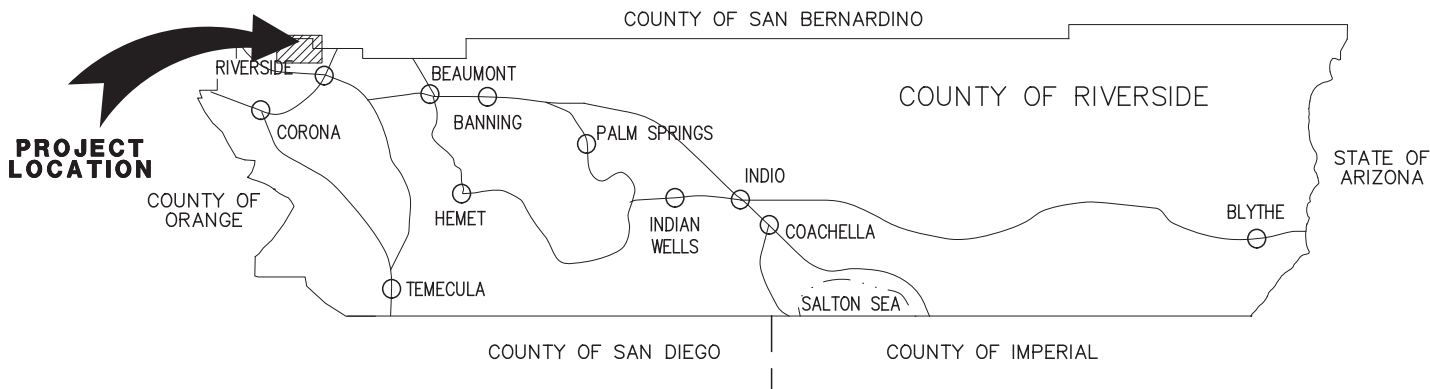 COUNTY OF SAN BERNARDINO
RIVERSIDE
BEAUMONT
COUNTY OF RIVERSIDE
CORONA
BANNING
PALM SPRINGS
PROJECT
LOCATION
STATE OF
ARIZONA
INDIO
COUNTY OF
ORANGE
HEMET
INDIAN
WELLS
COACHELLA
BLYTHE
TEMECULA
SALTON SEA
COUNTY OF SAN DIEGO
COUNTY OF IMPERIAL